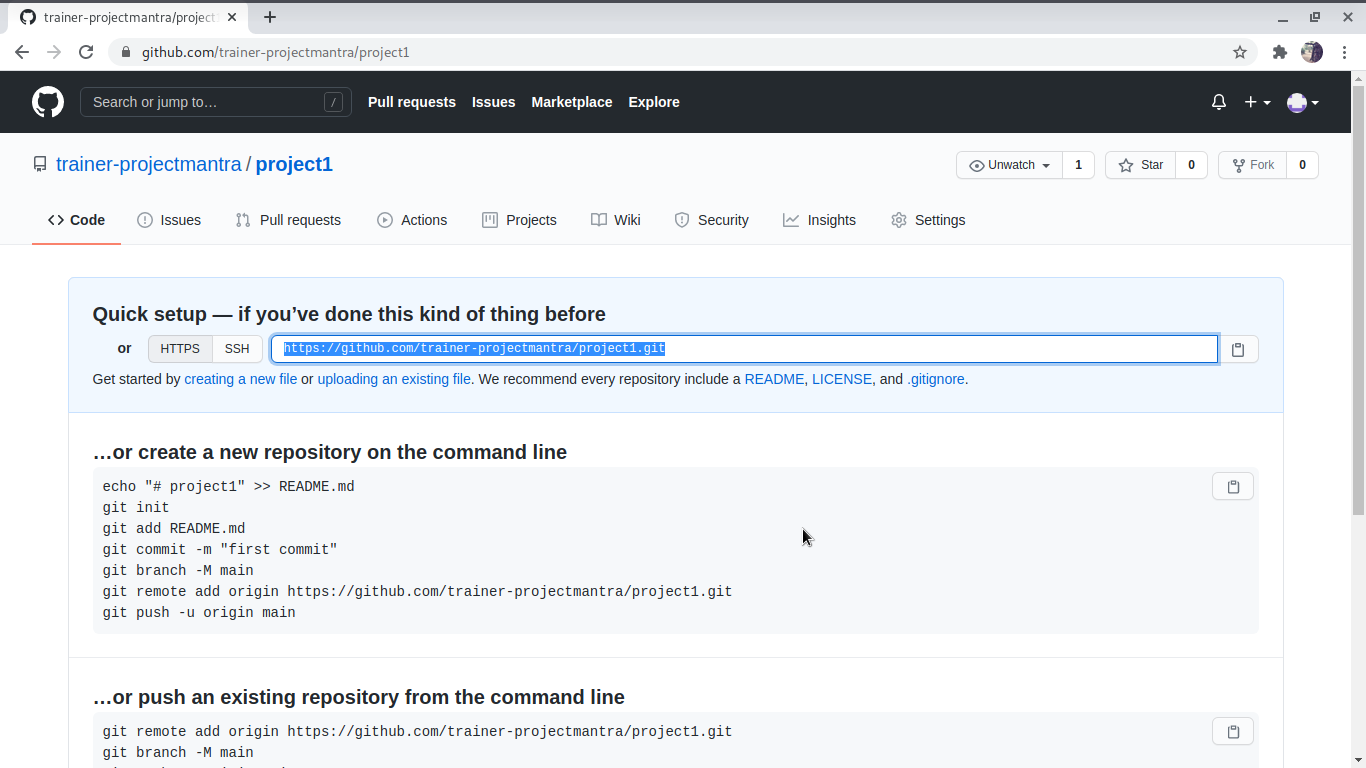 trainer-projectmantra/project
github.com/trainer-projectmantra/project1
Search or jump to… /
Pull requests Issues Marketplace Explore
trainer-projectmantra / project1
Unwatch 1 Star 0 Fork 0
Code Issues Pull requests Actions Projects Wiki Security Insights Settings
Quick setup — if you’ve done this kind of thing before
or HTTPS SSH https://github.com/trainer-projectmantra/project1.git
Get started by creating a new file or uploading an existing file. We recommend every repository include a README, LICENSE, and .gitignore.
…or create a new repository on the command line
echo "# project1" >> README.md
git init
git add README.md
git commit -m "first commit"
git branch -M main
git remote add origin https://github.com/trainer-projectmantra/project1.git
git push -u origin main
…or push an existing repository from the command line
git remote add origin https://github.com/trainer-projectmantra/project1.git
git branch -M main